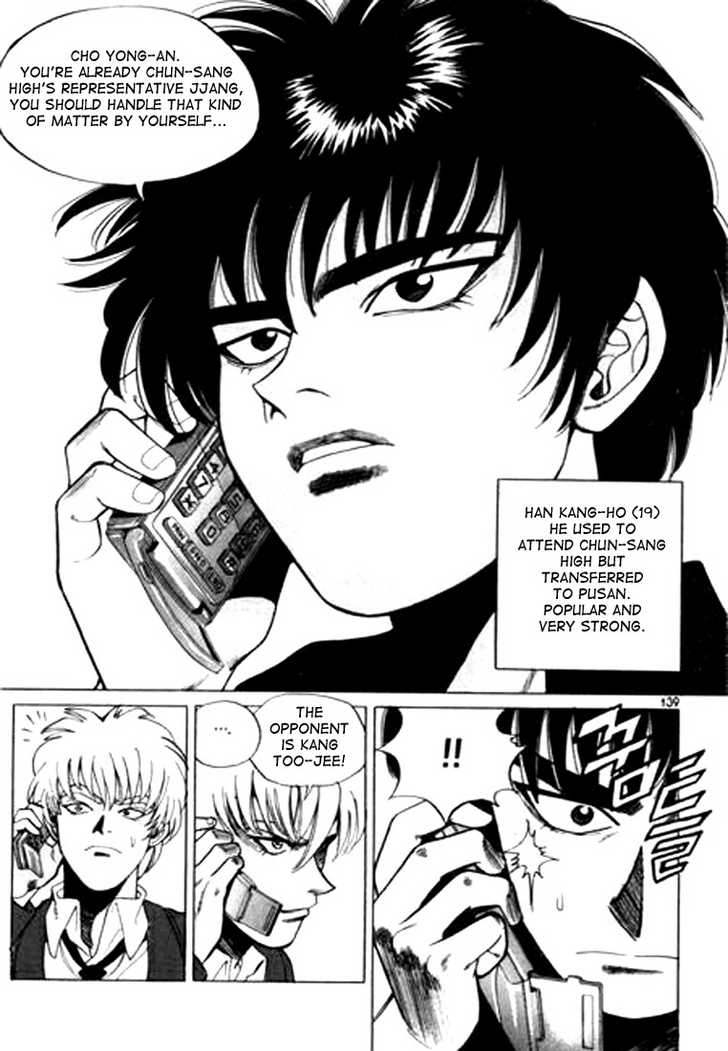 CHO YONG-AN.
YOU'RE ALREADY CHUN-SANG
HIGH'S REPRESENTATIVE JJANG,
YOU SHOULD HANDLE THAT KIND
OF MATTER BY YOURSELF...
HAN KANG-HO (19)
HE USED TO
ATTEND CHUN-SANG
HIGH BUT
TRANSFERRED
TO PUSAN.
POPULAR AND
VERY STRONG.
139
....
THE
OPPONENT
IS KANG
TOO-JEE!
!!